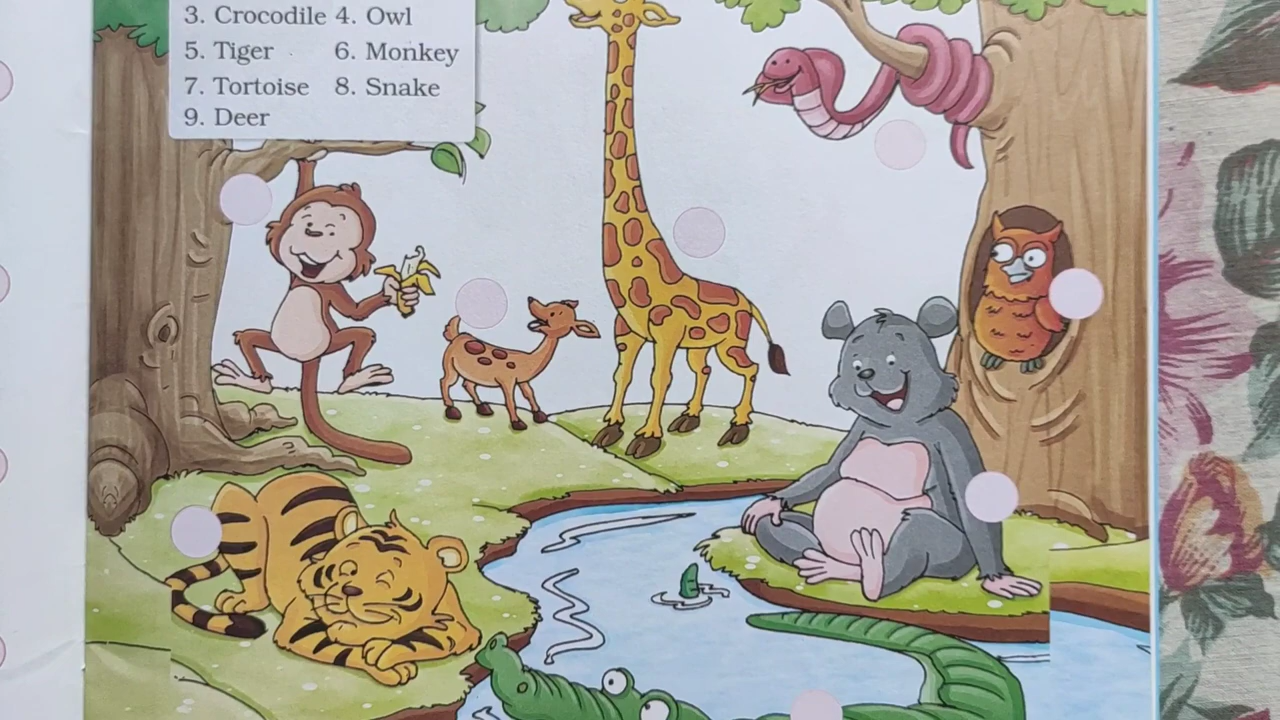 3. Crocodile 4. Owl
5. Tiger 6. Monkey
7. Tortoise 8. Snake
9. Deer